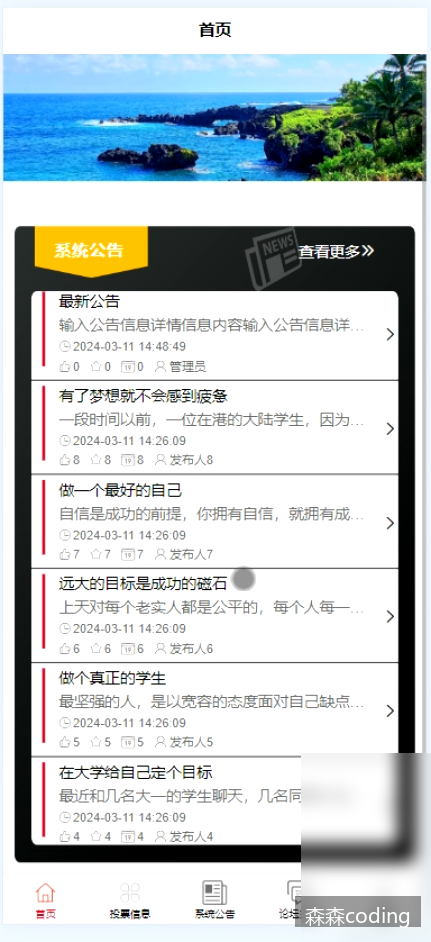 首页
系统公告
NEWS
查看更多
最新公告
输入公告信息详情信息内容输入公告信息详…
2024-03-11 14:48:49
0 0 0 管理员
有了梦想就不会感到疲惫
一段时间以前，一位在港的大陆学生，因为…
2024-03-11 14:26:09
8 8 8 发布人8
做一个最好的自己
自信是成功的前提，你拥有自信，就拥有成…
2024-03-11 14:26:09
7 7 7 发布人7
远大的目标是成功的磁石
上天对每个老实人都是公平的，每个人每一…
2024-03-11 14:26:09
6 6 6 发布人6
做个真正的学生
最坚强的人，是以宽容的态度面对自己缺点…
2024-03-11 14:26:09
5 5 5 发布人5
在大学给自己定个目标
最近和几名大一的学生聊天，几名同
2024-03-11 14:26:09
4 4 4 发布人4
首页 投票信息 系统公告 论坛
森森coding